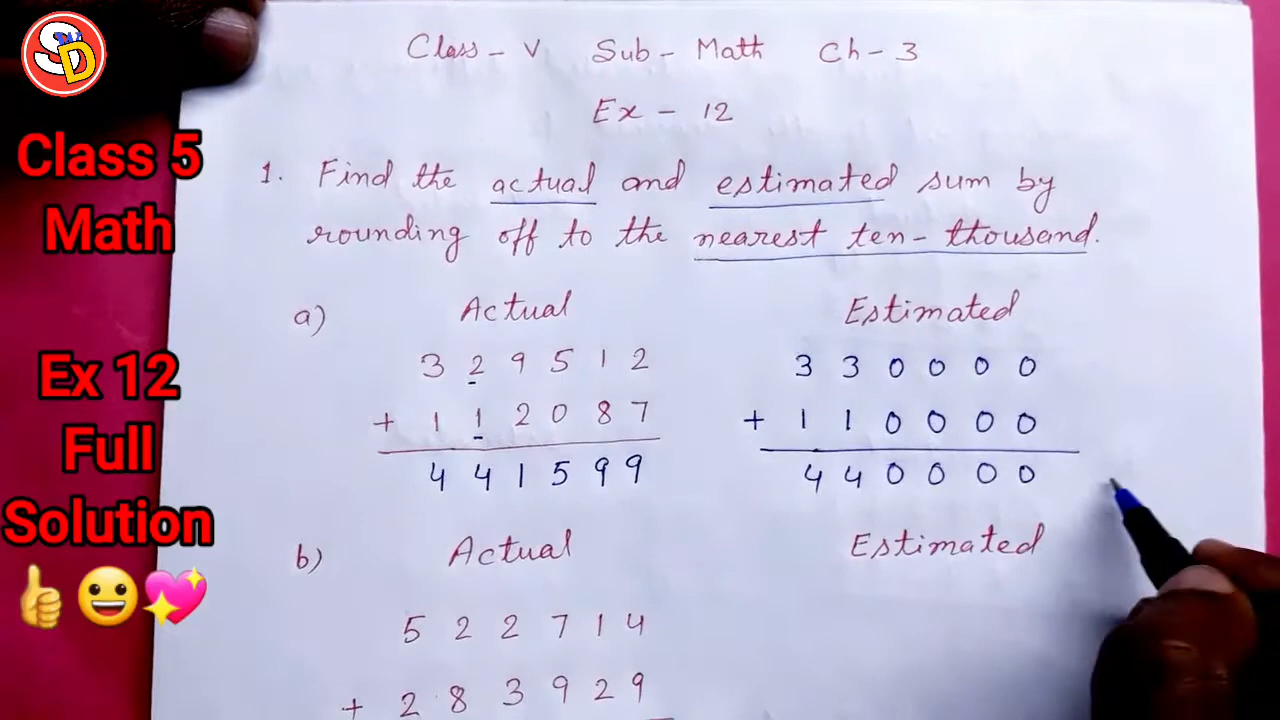 SD
Class 5
Math
Ex 12
Full
Solution
Class - V Sub - Math Ch - 3
Ex - 12
1. Find the actual and estimated sum by
rounding off to the nearest ten-thousand.
a) Actual Estimated
3 2 9 5 1 2 3 3 0 0 0 0
+ 1 1 2 0 8 7 + 1 1 0 0 0 0
4 4 1 5 9 9 4 4 0 0 0 0
b) Actual Estimated
5 2 2 7 1 4
+ 2 8 3 9 2 9